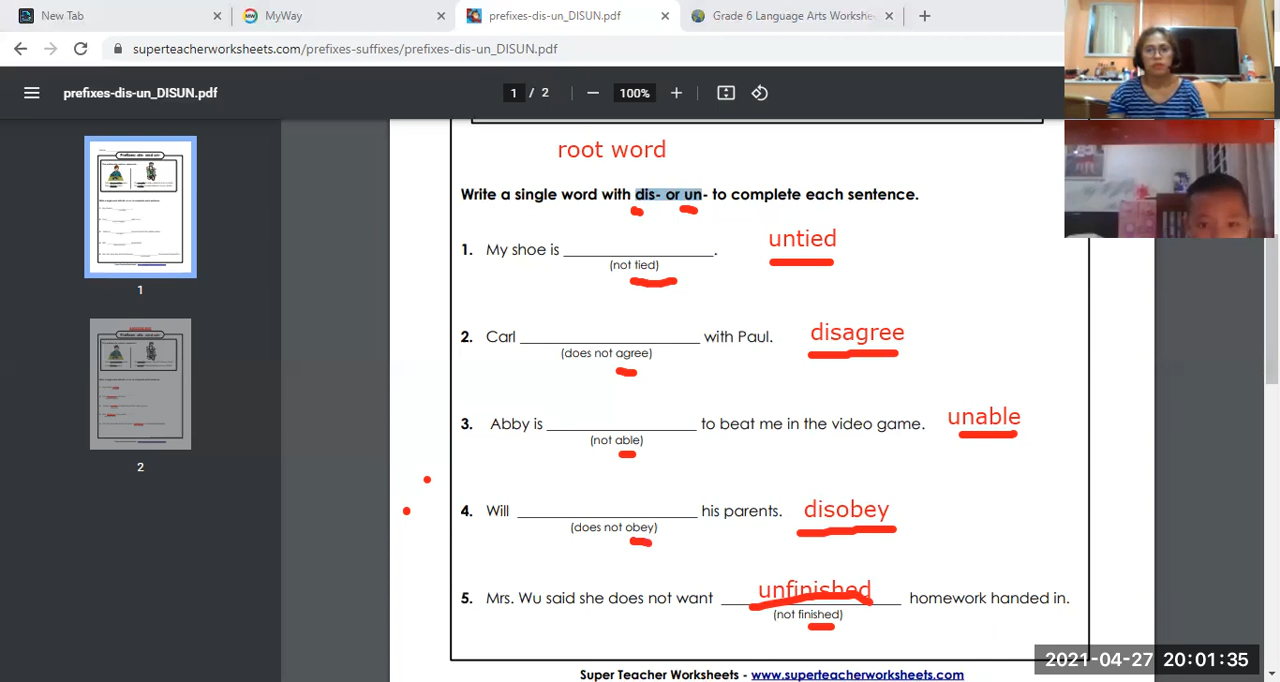 New Tab
MyWay
prefixes-dis-un_DISUN.pdf
Grade 6 Language Arts Workshe
superteacherworksheets.com/prefixes-suffixes/prefixes-dis-un_DISUN.pdf
prefixes-dis-un_DISUN.pdf
1 / 2
100%
root word
Write a single word with dis- or un- to complete each sentence.
1. My shoe is ________________. untied
(not tied)
2. Carl ________________ with Paul. disagree
(does not agree)
3. Abby is ________________ to beat me in the video game. unable
(not able)
4. Will ________________ his parents. disobey
(does not obey)
unfinished
5. Mrs. Wu said she does not want ________________ homework handed in.
(not finished)
Super Teacher Worksheets - www.superteacherworksheets.com
1
2
2021-04-27 20:01:35